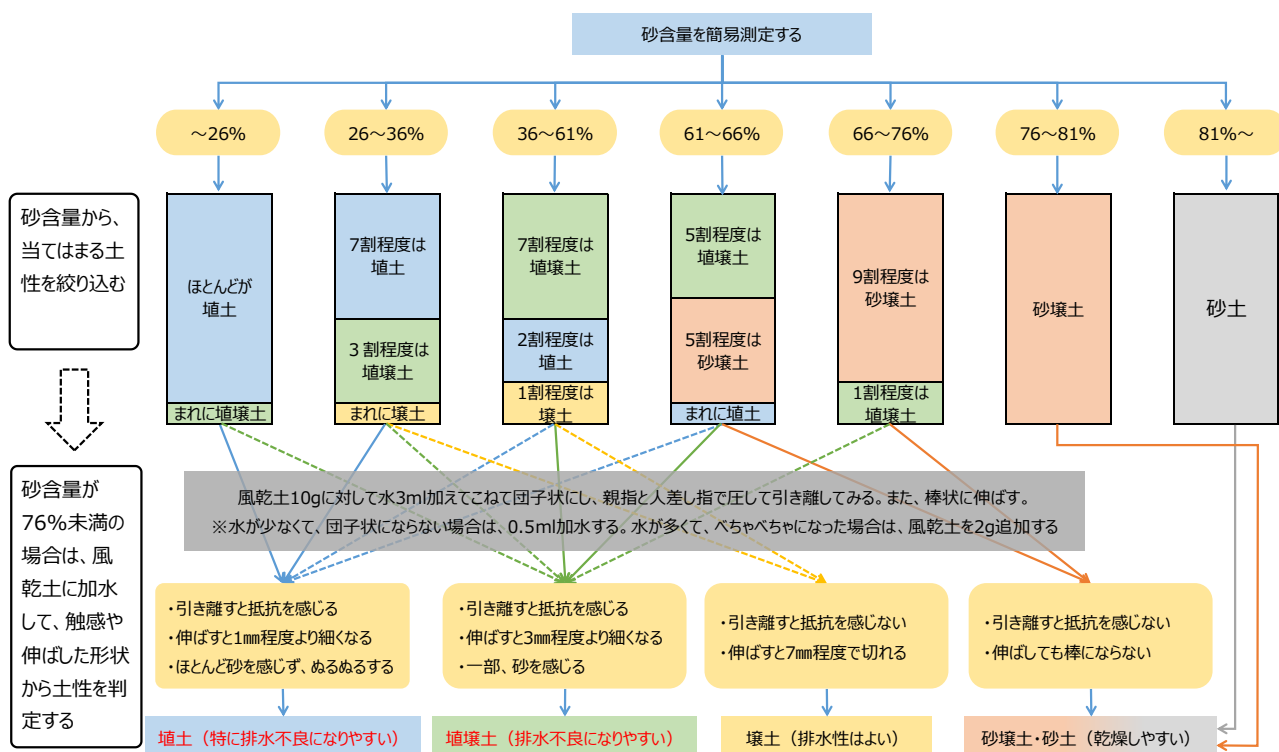 砂含量を簡易測定する
～26%
26～36%
36～61%
61～66%
66～76%
76～81%
81%～
砂含量から、
当てはまる土
性を絞り込む
ほとんどが
埴土
まれに埴壌土
7割程度は
埴土
３割程度は
埴壌土
まれに壌土
7割程度は
埴壌土
2割程度は
埴土
1割程度は
壌土
5割程度は
埴壌土
5割程度は
砂壌土
まれに埴土
9割程度は
砂壌土
1割程度は
埴壌土
砂壌土
砂土
砂含量が
76%未満の
場合は、風
乾土に加水
して、触感や
伸ばした形状
から土性を判
定する
風乾土10gに対して水3ml加えてこねて団子状にし、親指と人差し指で圧して引き離してみる。また、棒状に伸ばす。
※水が少なくて、団子状にならない場合は、0.5ml加水する。水が多くて、べちゃべちゃになった場合は、風乾土を2g追加する
・引き離すと抵抗を感じる
・伸ばすと1㎜程度より細くなる
・ほとんど砂を感じず、ぬるぬるする
・引き離すと抵抗を感じる
・伸ばすと3㎜程度より細くなる
・一部、砂を感じる
・引き離すと抵抗を感じない
・伸ばすと7㎜程度で切れる
・引き離すと抵抗を感じない
・伸ばしても棒にならない
埴土（特に排水不良になりやすい）
埴壌土（排水不良になりやすい）
壌土（排水性はよい）
砂壌土・砂土（乾燥しやすい）